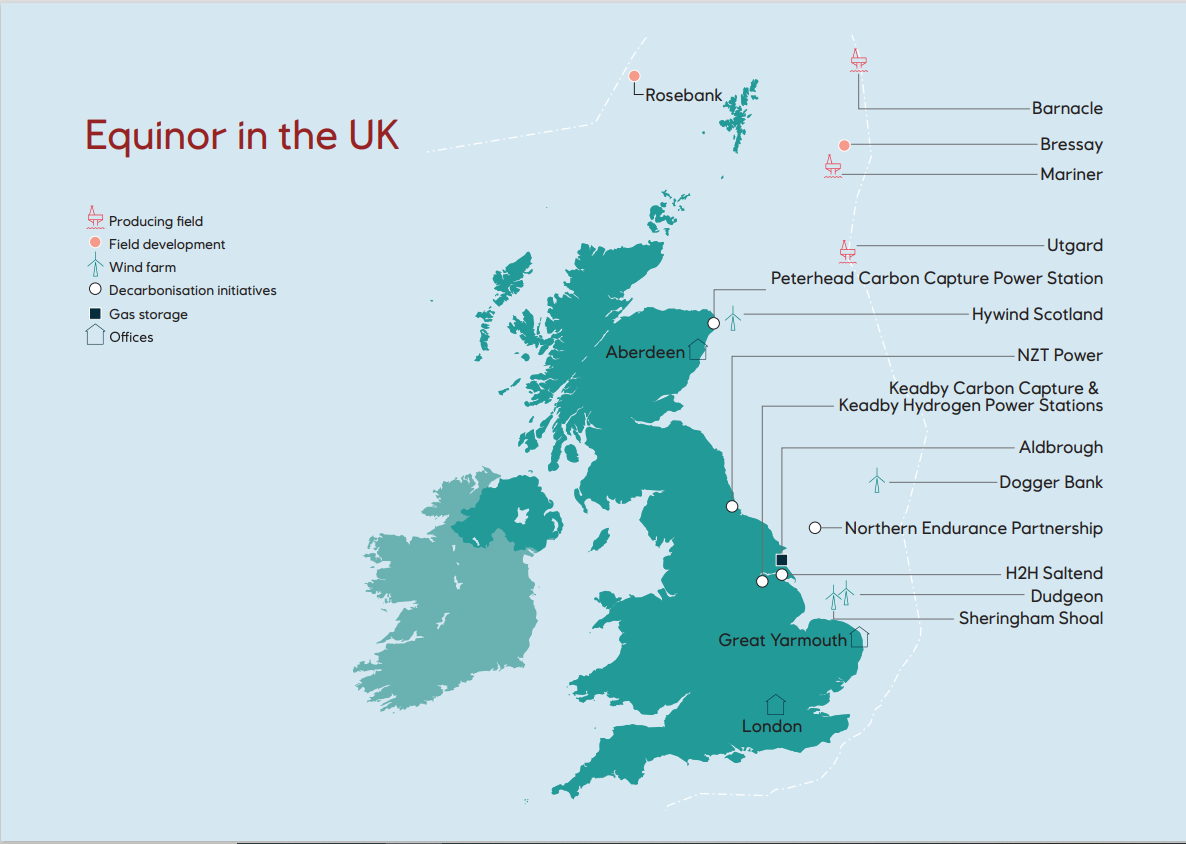 Rosebank
Barnacle
Equinor in the UK
Bressay
Mariner
Producing field
Field development
Wind farm
Decarbonisation initiatives
Gas storage
Offices
Utgard
Peterhead Carbon Capture Power Station
Hywind Scotland
Aberdeen
NZT Power
Keadby Carbon Capture &
Keadby Hydrogen Power Stations
Aldbrough
Dogger Bank
Northern Endurance Partnership
H2H Saltend
Dudgeon
Sheringham Shoal
Great Yarmouth
London